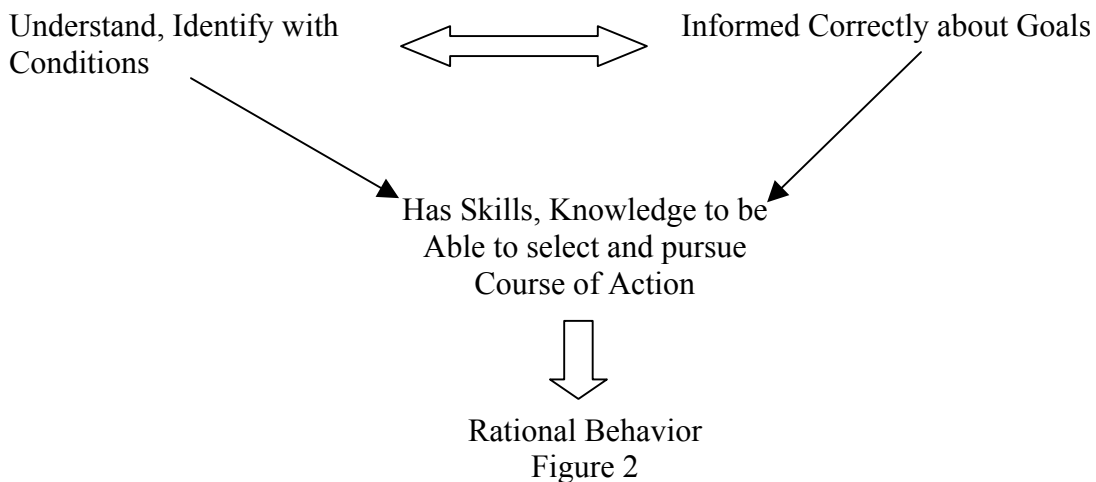 Understand, Identify with
Conditions
Informed Correctly about Goals
Has Skills, Knowledge to be
Able to select and pursue
Course of Action
Rational Behavior
Figure 2